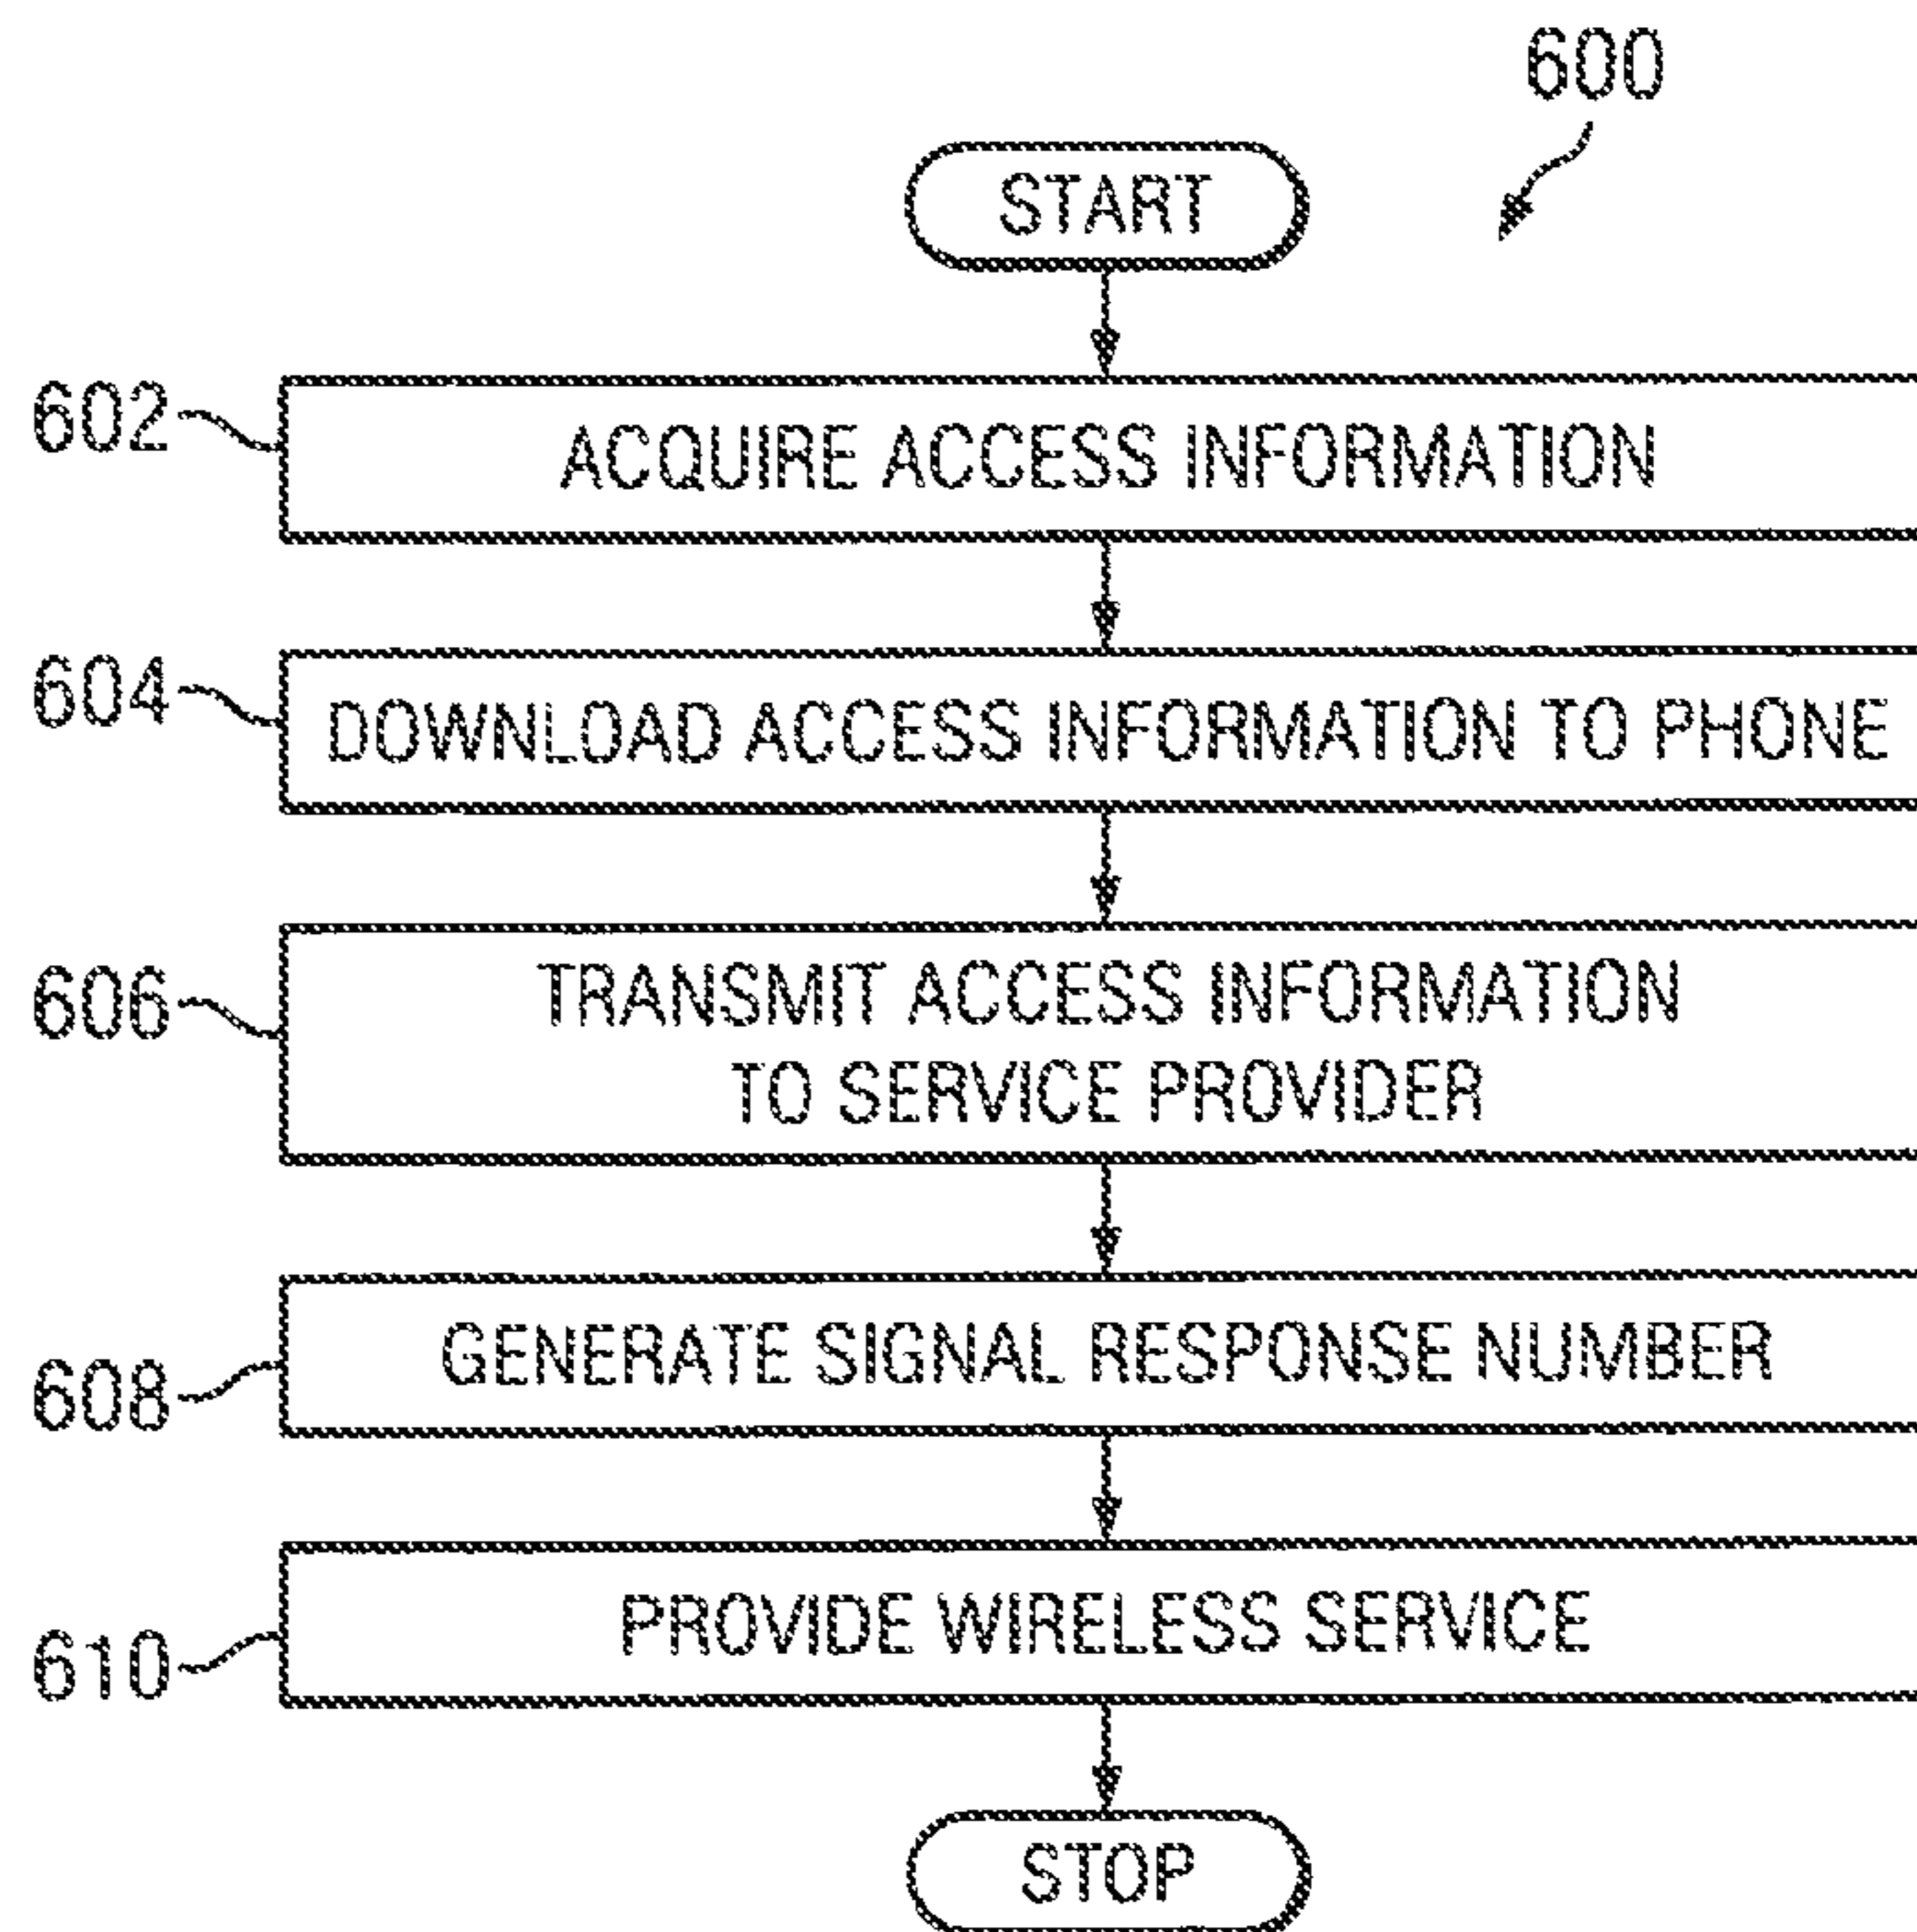 600
START
602
ACQUIRE ACCESS INFORMATION
604
DOWNLOAD ACCESS INFORMATION TO PHONE
606
TRANSMIT ACCESS INFORMATION
TO SERVICE PROVIDER
608
GENERATE SIGNAL RESPONSE NUMBER
610
PROVIDE WIRELESS SERVICE
STOP